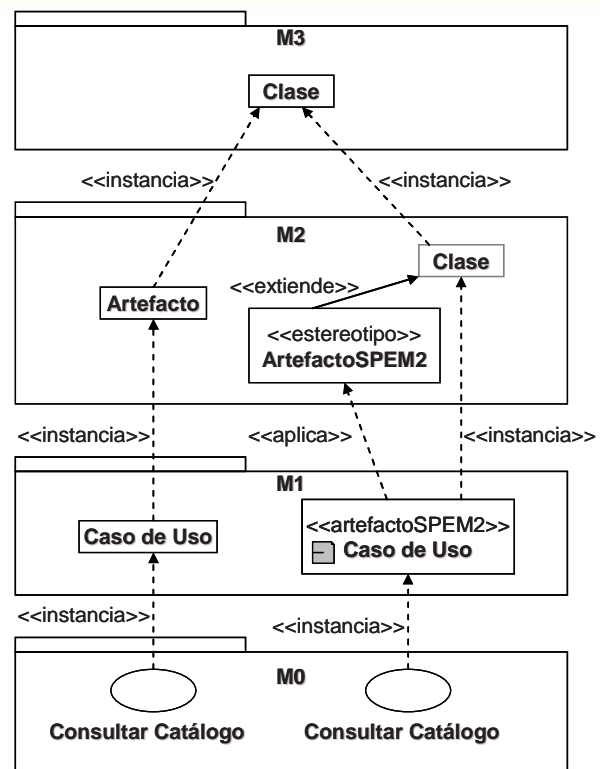 M3
Clase
<<instancia>>
<<instancia>>
M2
Clase
<<extiende>>
Artefacto
<<estereotipo>>
ArtefactoSPEM2
<<instancia>>
<<aplica>>
<<instancia>>
M1
<<artefactoSPEM2>>
Caso de Uso
Caso de Uso
<<instancia>>
<<instancia>>
M0
Consultar Catálogo
Consultar Catálogo